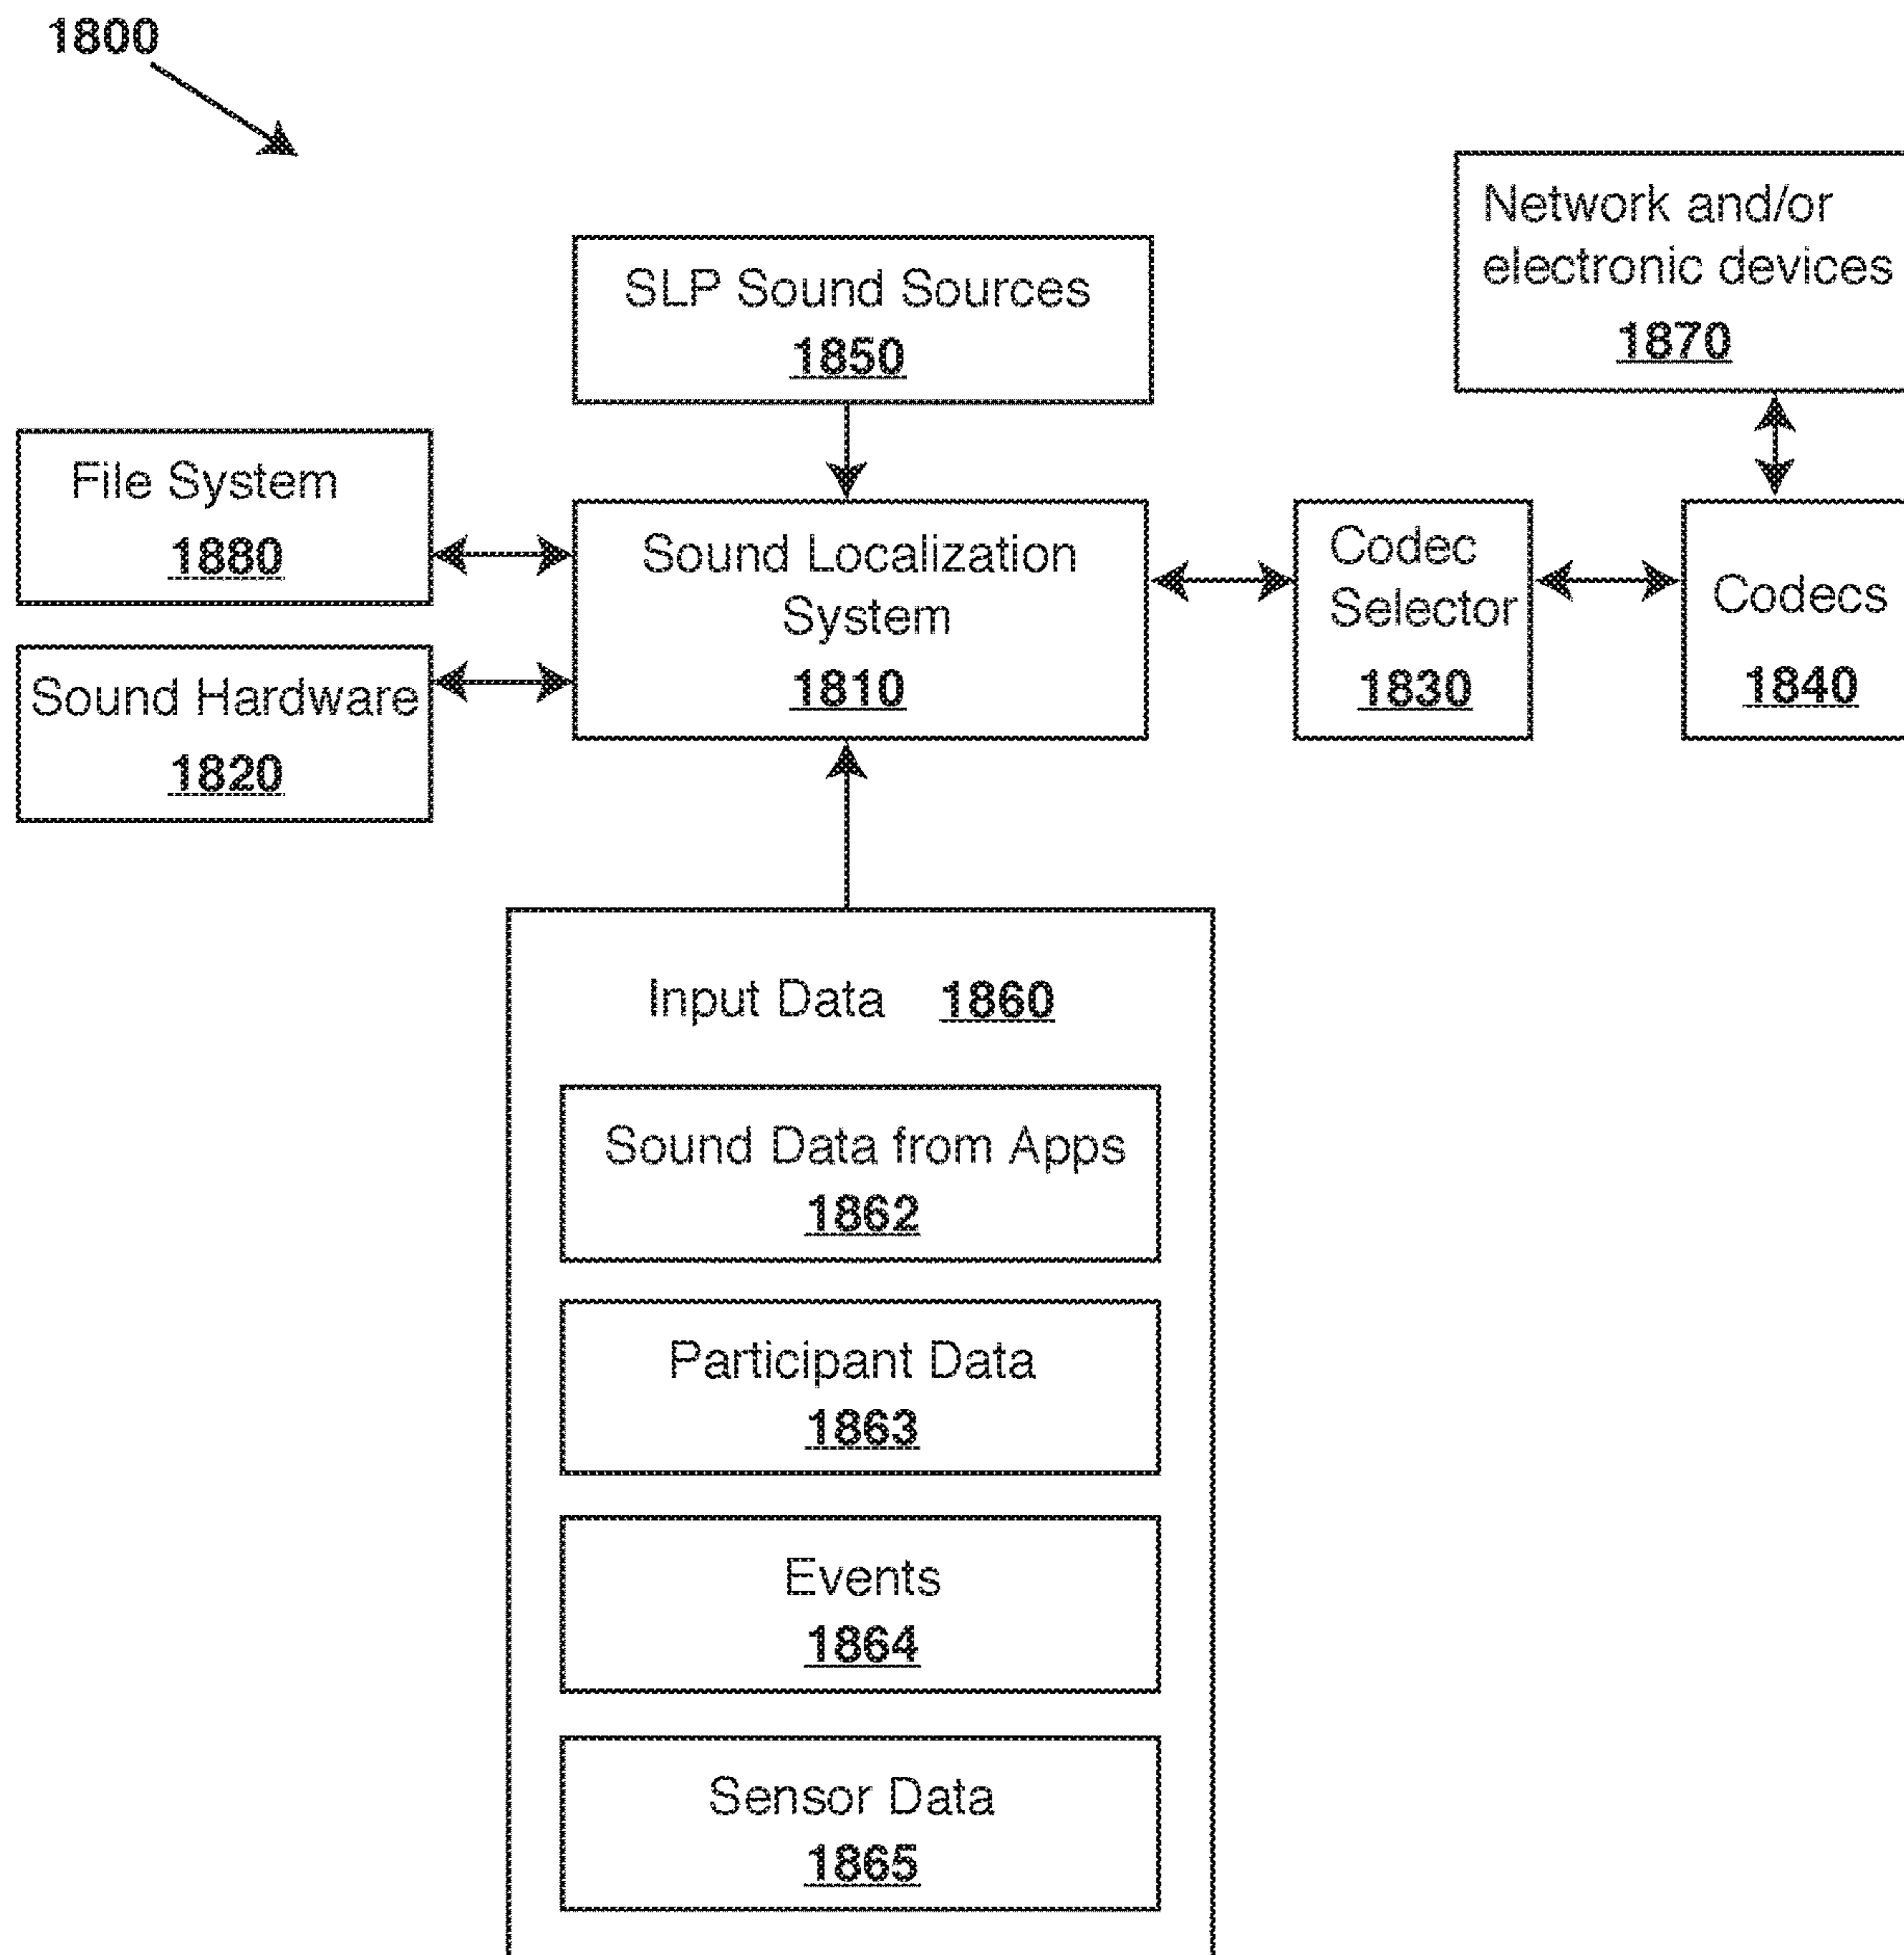 1800
Network and/or
electronic devices
1870
SLP Sound Sources
1850
File System
1880
Sound Localization
System
1810
Codec
Selector
1830
Codecs
1840
Sound Hardware
1820
Input Data 1860
Sound Data from Apps
1862
Participant Data
1863
Events
1864
Sensor Data
1865